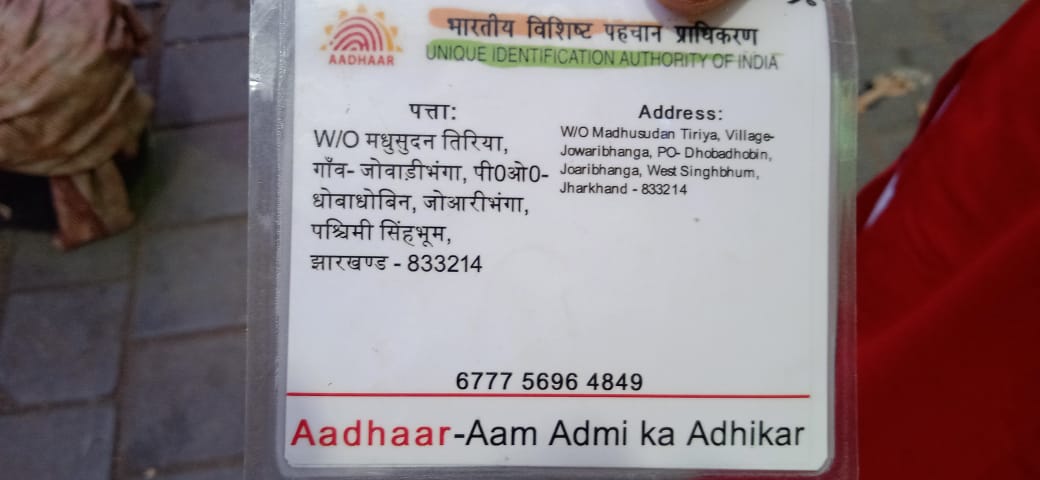 AADHAAR
भारतीय विशिष्ट पहचान प्राधिकरण
UNIQUE IDENTIFICATION AUTHORITY OF INDIA
पत्ता:
W/O मधुसुदन तिरिया,
गाँव- जोवाड़ीभंगा, पी0ओ0-
धोबाधोबिन, जोआरीभंगा,
पश्चिमी सिंहभूम,
झारखण्ड - 833214
Address:
W/O Madhusudan Tiriya, Village-
Jowaribhanga, PO- Dhobadhobin,
Joaribhanga, West Singhbhum,
Jharkhand - 833214
6777 5696 4849
Aadhaar-Aam Admi ka Adhikar